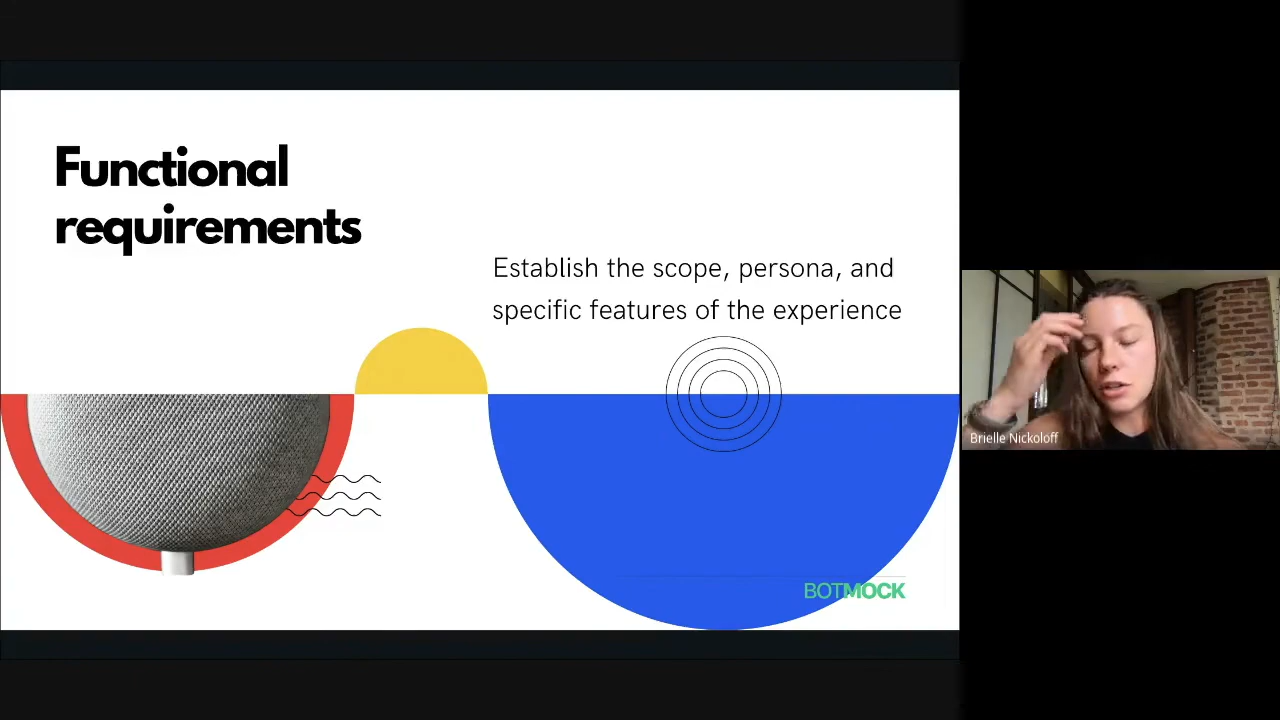 Functional
requirements
Establish the scope, persona, and
specific features of the experience
BOTMOCK
Brielle Nickoloff